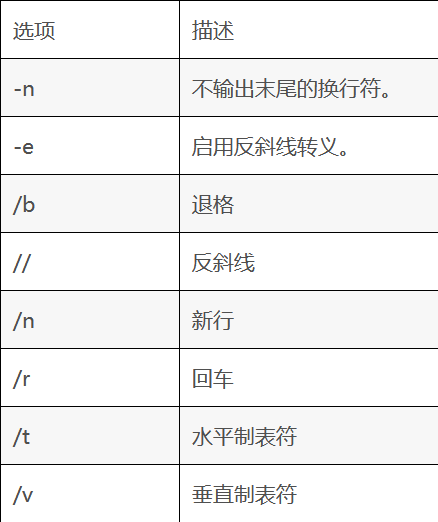 选项 描述
-n 不输出末尾的换行符。
-e 启用反斜线转义。
/b 退格
// 反斜线
/n 新行
/r 回车
/t 水平制表符
/v 垂直制表符